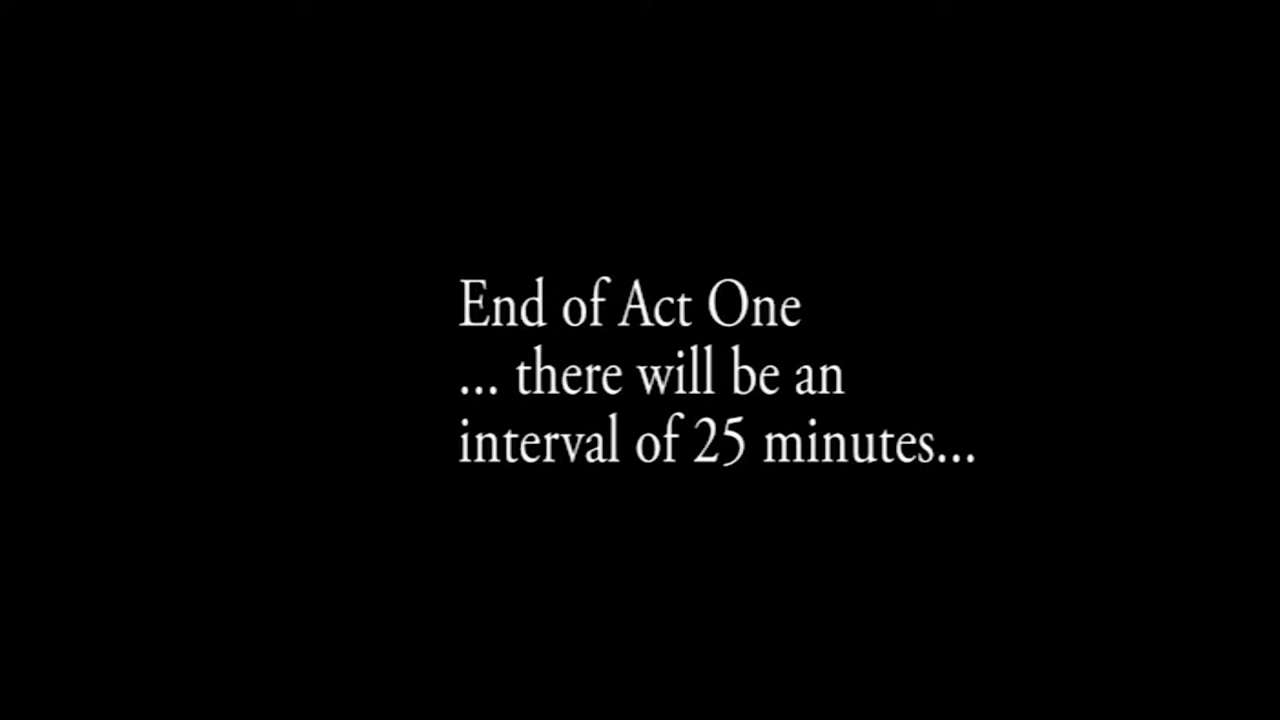 End of Act One
... there will be an
interval of 25 minutes...